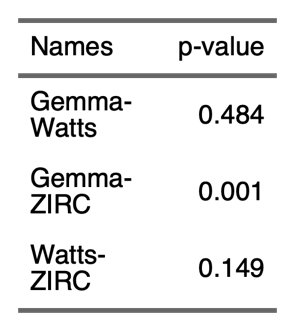 Names p-value
Gemma-
Watts 0.484
Gemma-
ZIRC 0.001
Watts-
ZIRC 0.149